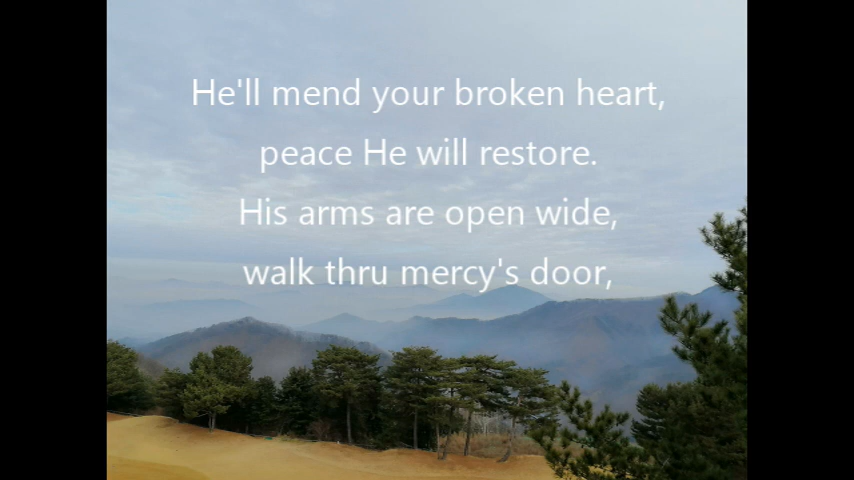 He'll mend your broken heart,
peace He will restore.
His arms are open wide,
walk thru mercy's door,